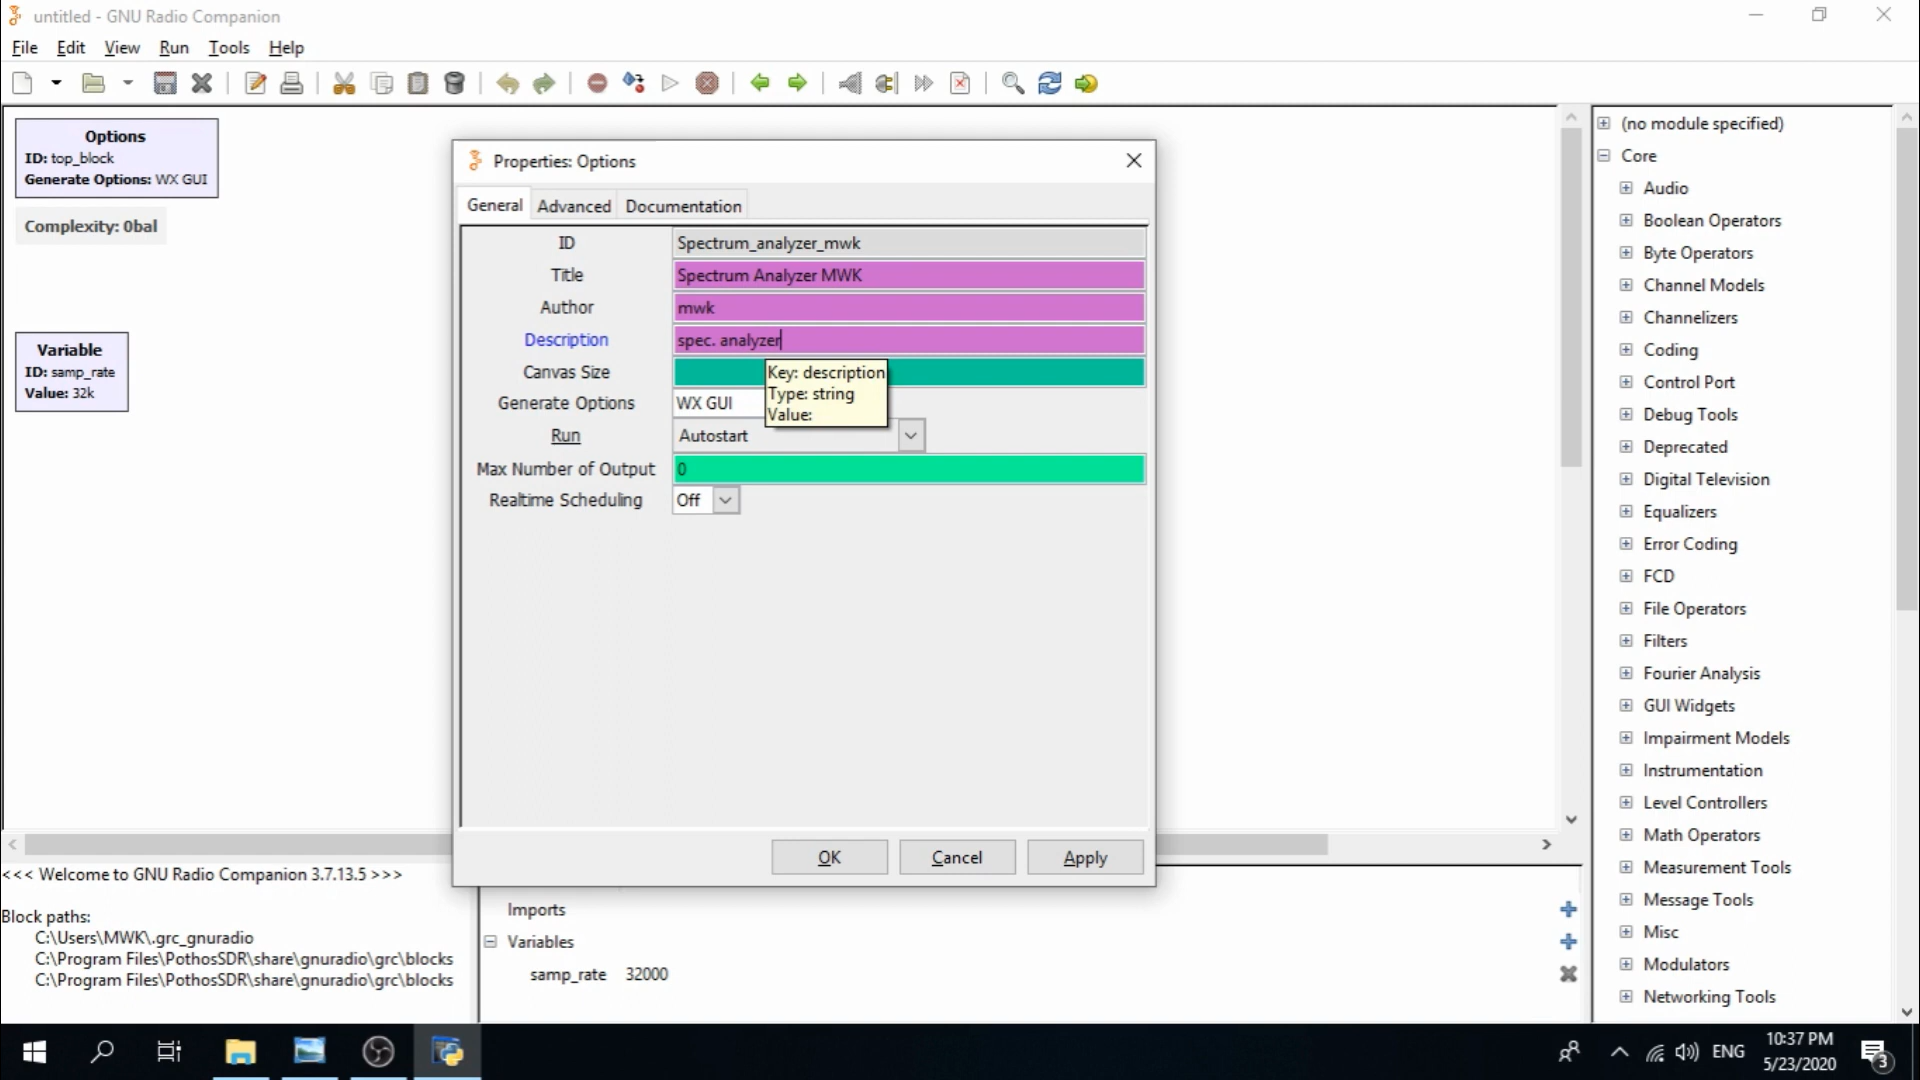 untitled - GNU Radio Companion
File Edit View Run Tools Help
Options
ID: top_block
Generate Options: WX GUI
Complexity: 0bal
Variable
ID: samp_rate
Value: 32k
Properties: Options
General Advanced Documentation
ID Spectrum_analyzer_mwk
Title Spectrum Analyzer MWK
Author mwk
Description spec. analyzer
Canvas Size
Key: description
Type: string
Value:
Generate Options WX GUI
Run Autostart
Max Number of Output 0
Realtime Scheduling Off
OK Cancel Apply
(no module specified)
Core
Audio
Boolean Operators
Byte Operators
Channel Models
Channelizers
Coding
Control Port
Debug Tools
Deprecated
Digital Television
Equalizers
Error Coding
FCD
File Operators
Filters
Fourier Analysis
GUI Widgets
Impairment Models
Instrumentation
Level Controllers
Math Operators
Measurement Tools
Message Tools
Misc
Modulators
Networking Tools
<<< Welcome to GNU Radio Companion 3.7.13.5 >>>
Block paths:
C:\Users\MWK\.grc_gnuradio
C:\Program Files\PothosSDR\share\gnuradio\grc\blocks
C:\Program Files\PothosSDR\share\gnuradio\grc\blocks
Imports
Variables
samp_rate 32000
ENG
10:37 PM
5/23/2020
3